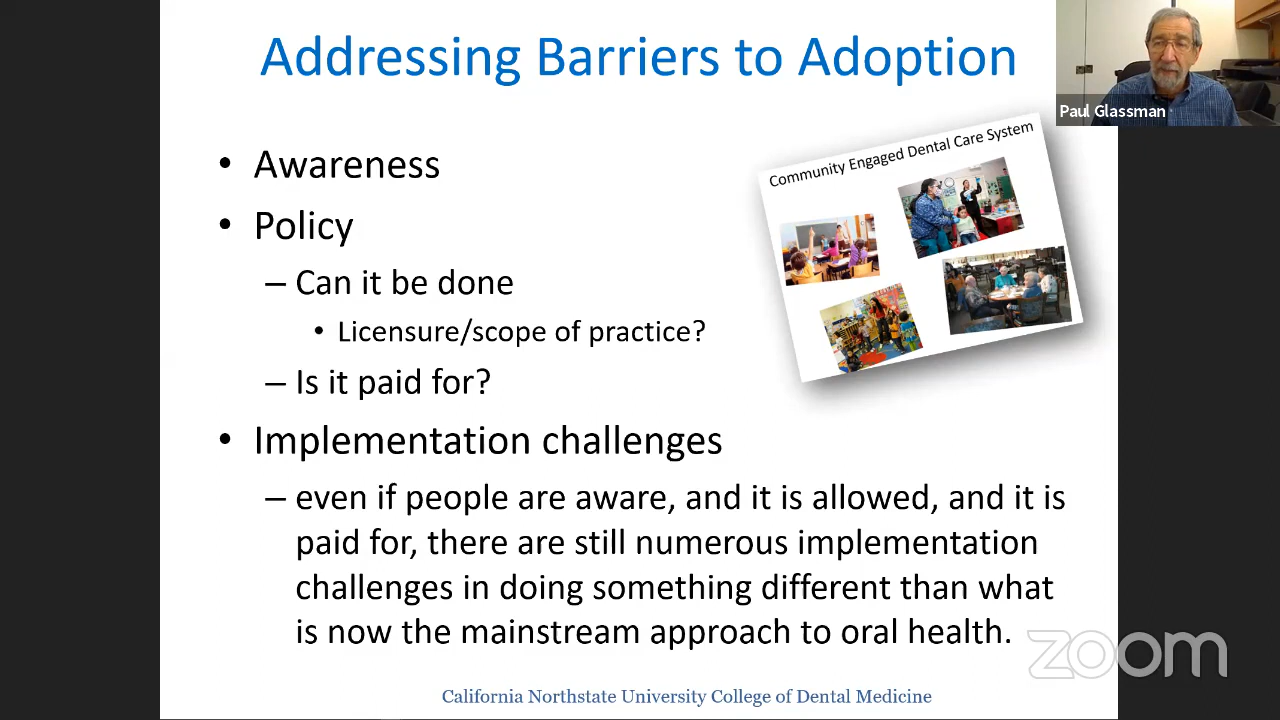 Addressing Barriers to Adoption
Paul Glassman
Community Engaged Dental Care System
• Awareness
• Policy
– Can it be done
• Licensure/scope of practice?
– Is it paid for?
• Implementation challenges
– even if people are aware, and it is allowed, and it is
paid for, there are still numerous implementation
challenges in doing something different than what
is now the mainstream approach to oral health.
zoom
California Northstate University College of Dental Medicine